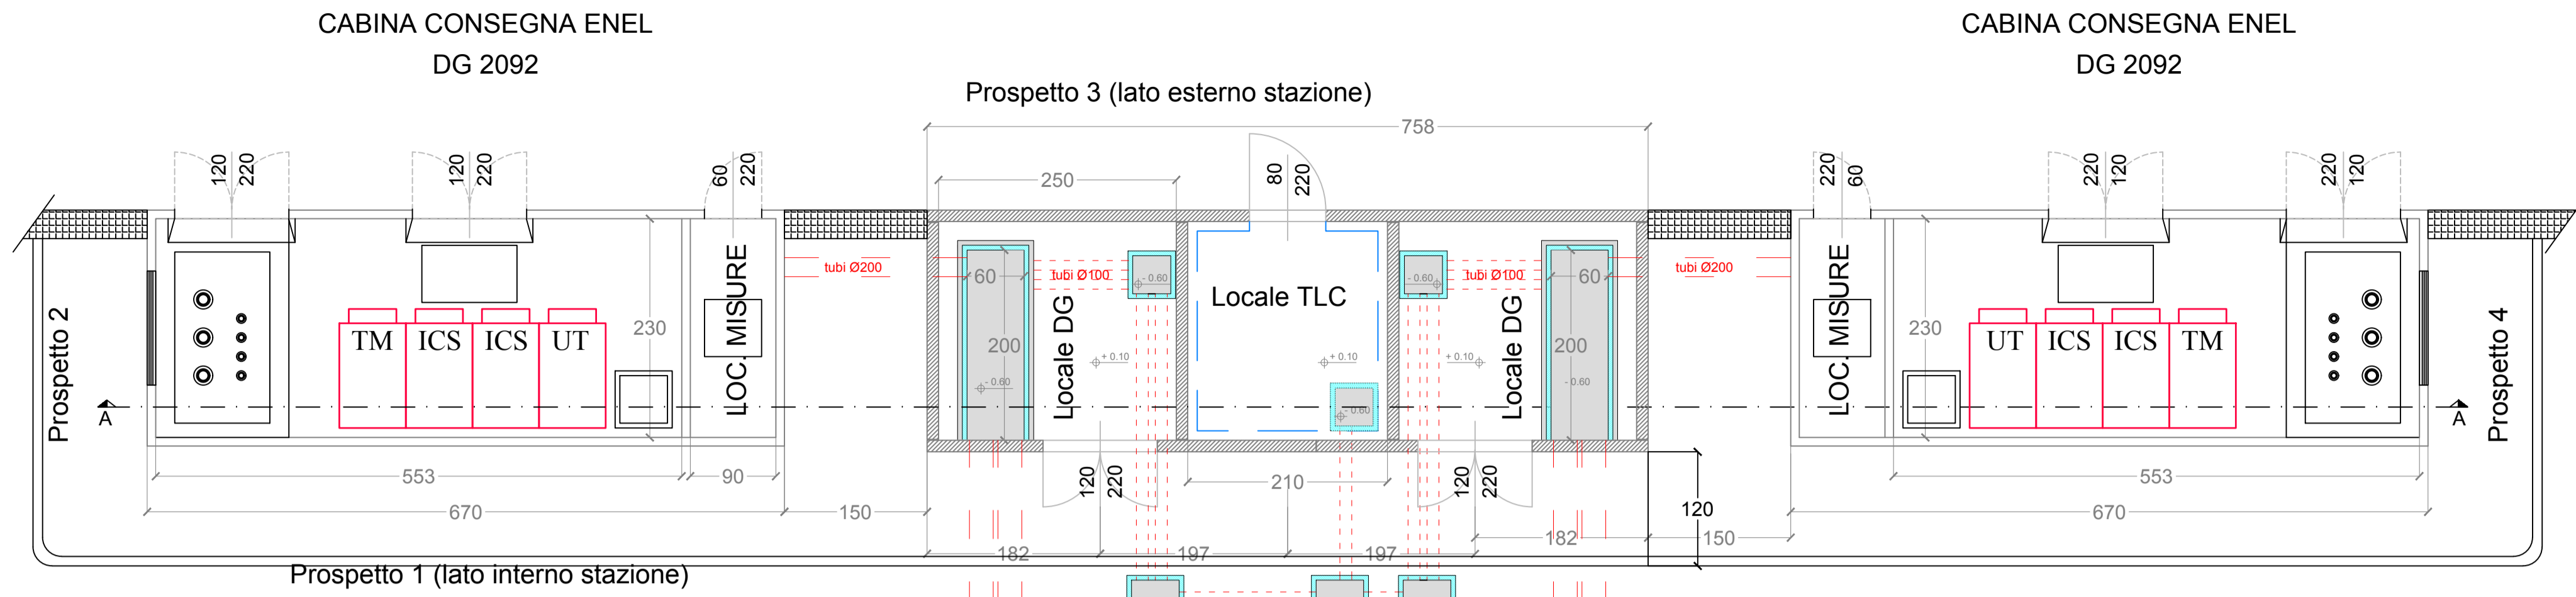 CABINA CONSEGNA ENEL
DG 2092
CABINA CONSEGNA ENEL
DG 2092
Prospetto 3 (lato esterno stazione)
758
250
120
220
120
220
60
220
80
220
220
60
220
120
220
120
tubi Ø200
60
tubi Ø100
- 0.60
- 0.60
tubi Ø100
60
tubi Ø200
Prospetto 2
TM
ICS
ICS
UT
230
LOC. MISURE
200
- 0.60
Locale DG
+ 0.10
Locale TLC
+ 0.10
- 0.60
+ 0.10
Locale DG
200
- 0.60
LOC. MISURE
230
UT
ICS
ICS
TM
Prospetto 4
A
A
553
90
120
220
210
120
220
553
670
150
120
670
182
197
197
182
150
Prospetto 1 (lato interno stazione)